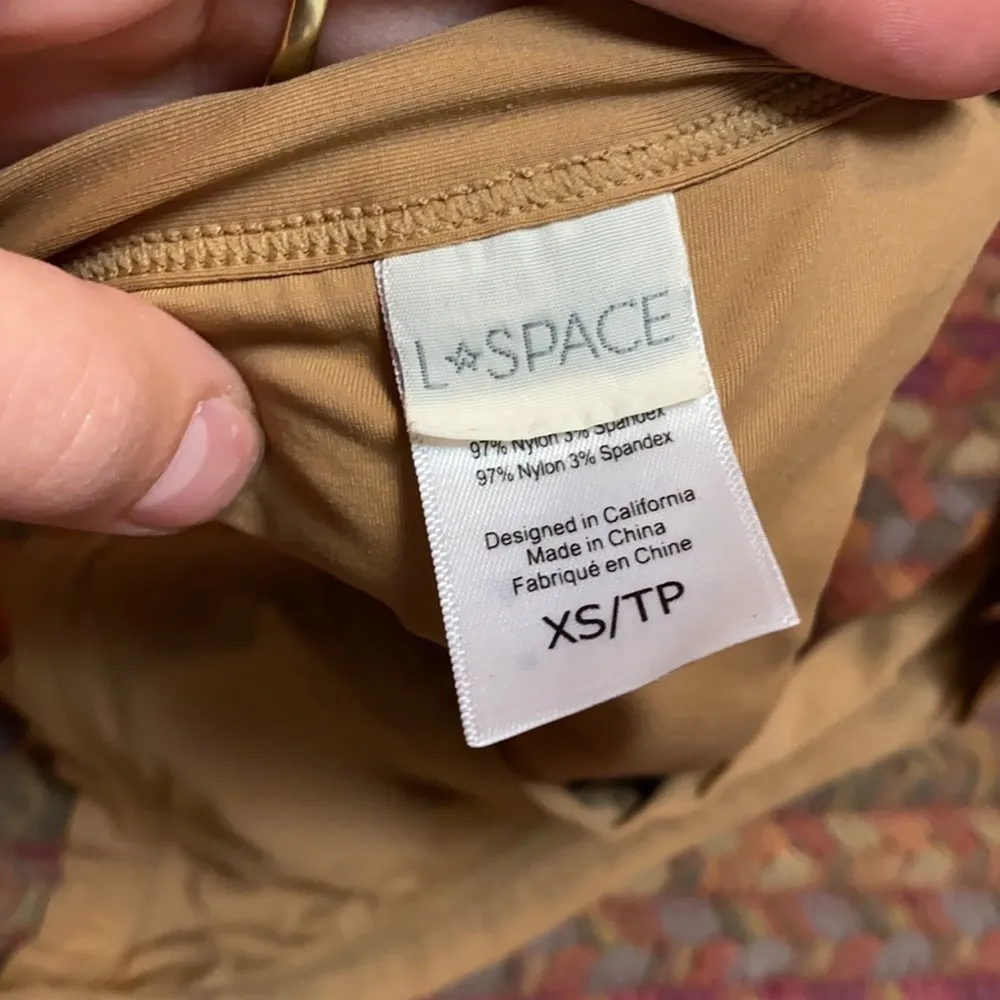 L☆SPACE
97% Nylon 3% Spandex
97% Nylon 3% Spandex
Designed in California
Made in China
Fabriqué en Chine
XS/TP